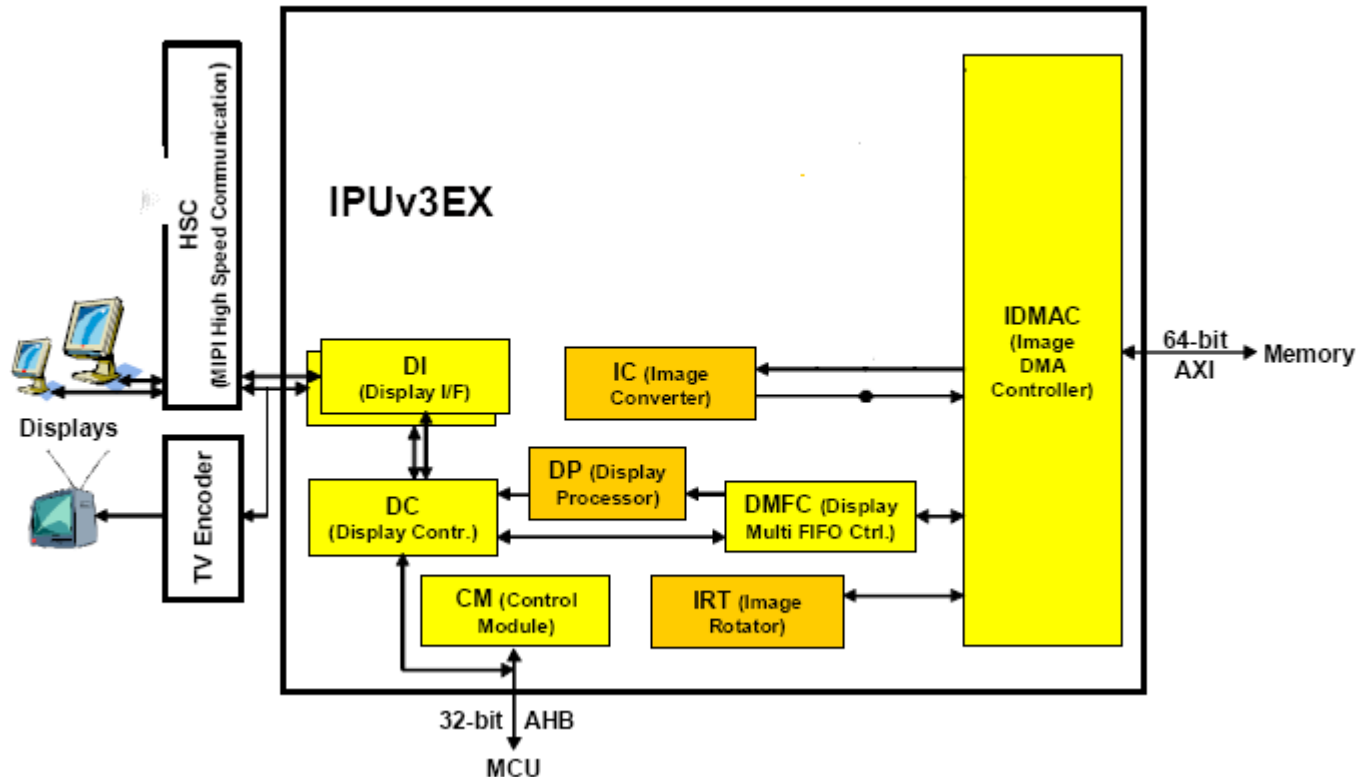 IPUv3EX
HSC
(MIPI High Speed Communication)
Displays
TV Encoder
DI
(Display I/F)
IC (Image
Converter)
IDMAC
(Image
DMA
Controller)
64-bit
AXI
Memory
DC
(Display Contr.)
DP (Display
Processor)
DMFC (Display
Multi FIFO Ctrl.)
CM (Control
Module)
IRT (Image
Rotator)
32-bit AHB
MCU